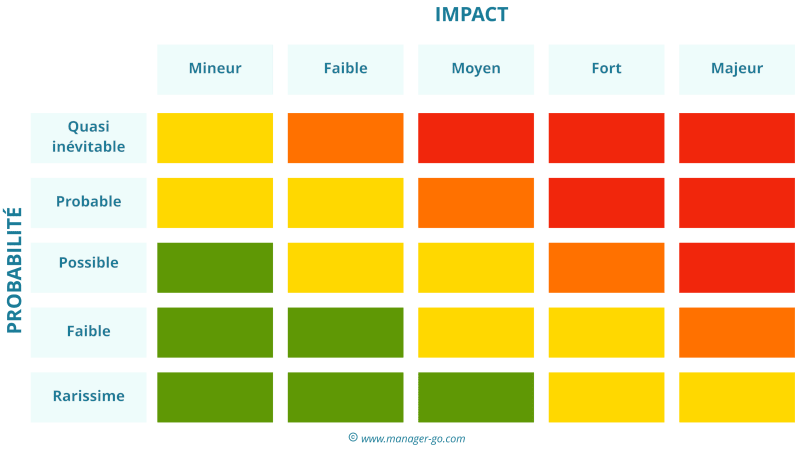 IMPACT
Mineur
Faible
Moyen
Fort
Majeur
PROBABILITÉ
Quasi
inévitable
Probable
Possible
Faible
Rarissime
© www.manager-go.com